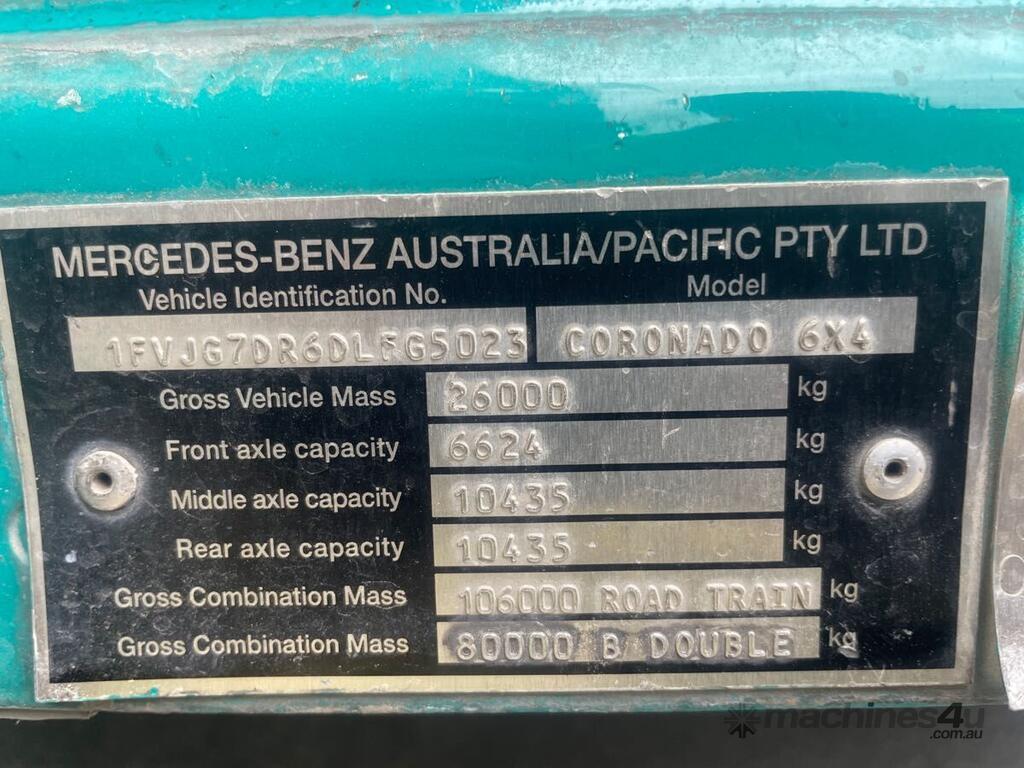 MERCEDES-BENZ AUSTRALIA/PACIFIC PTY LTD
Vehicle Identification No. Model
1FVJG7DR6DLFG5023 CORONADO 6X4
Gross Vehicle Mass 26000 kg
Front axle capacity 6624 kg
Middle axle capacity 10435 kg
Rear axle capacity 10435 kg
Gross Combination Mass 106000 ROAD TRAIN kg
Gross Combination Mass 80000 B DOUBLE kg
machines4u
.com.au